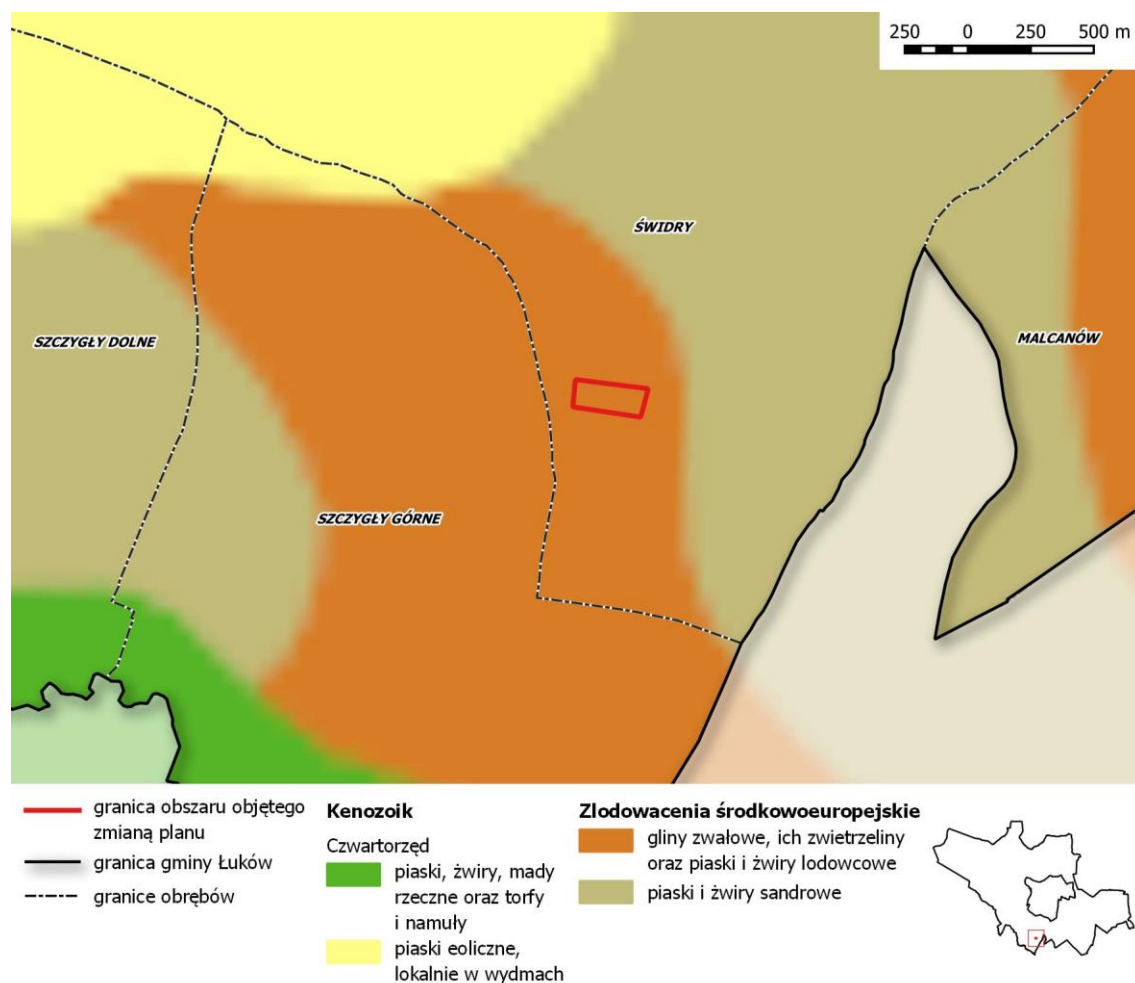 250 0 250 500 m
ŚWIDRY
SZCZYGŁY DOLNE
MALCANÓW
SZCZYGŁY GÓRNE
granica obszaru objętego
zmianą planu
granica gminy Łuków
granice obrębów
Kenozoik
Czwartorzęd
piaski, żwiry, mady
rzeczne oraz torfy
i namuły
piaski eoliczne,
lokalnie w wydmach
Zlodowacenia środkowoeuropejskie
gliny zwałowe, ich zwietrzeliny
oraz piaski i żwiry lodowcowe
piaski i żwiry sandrowe